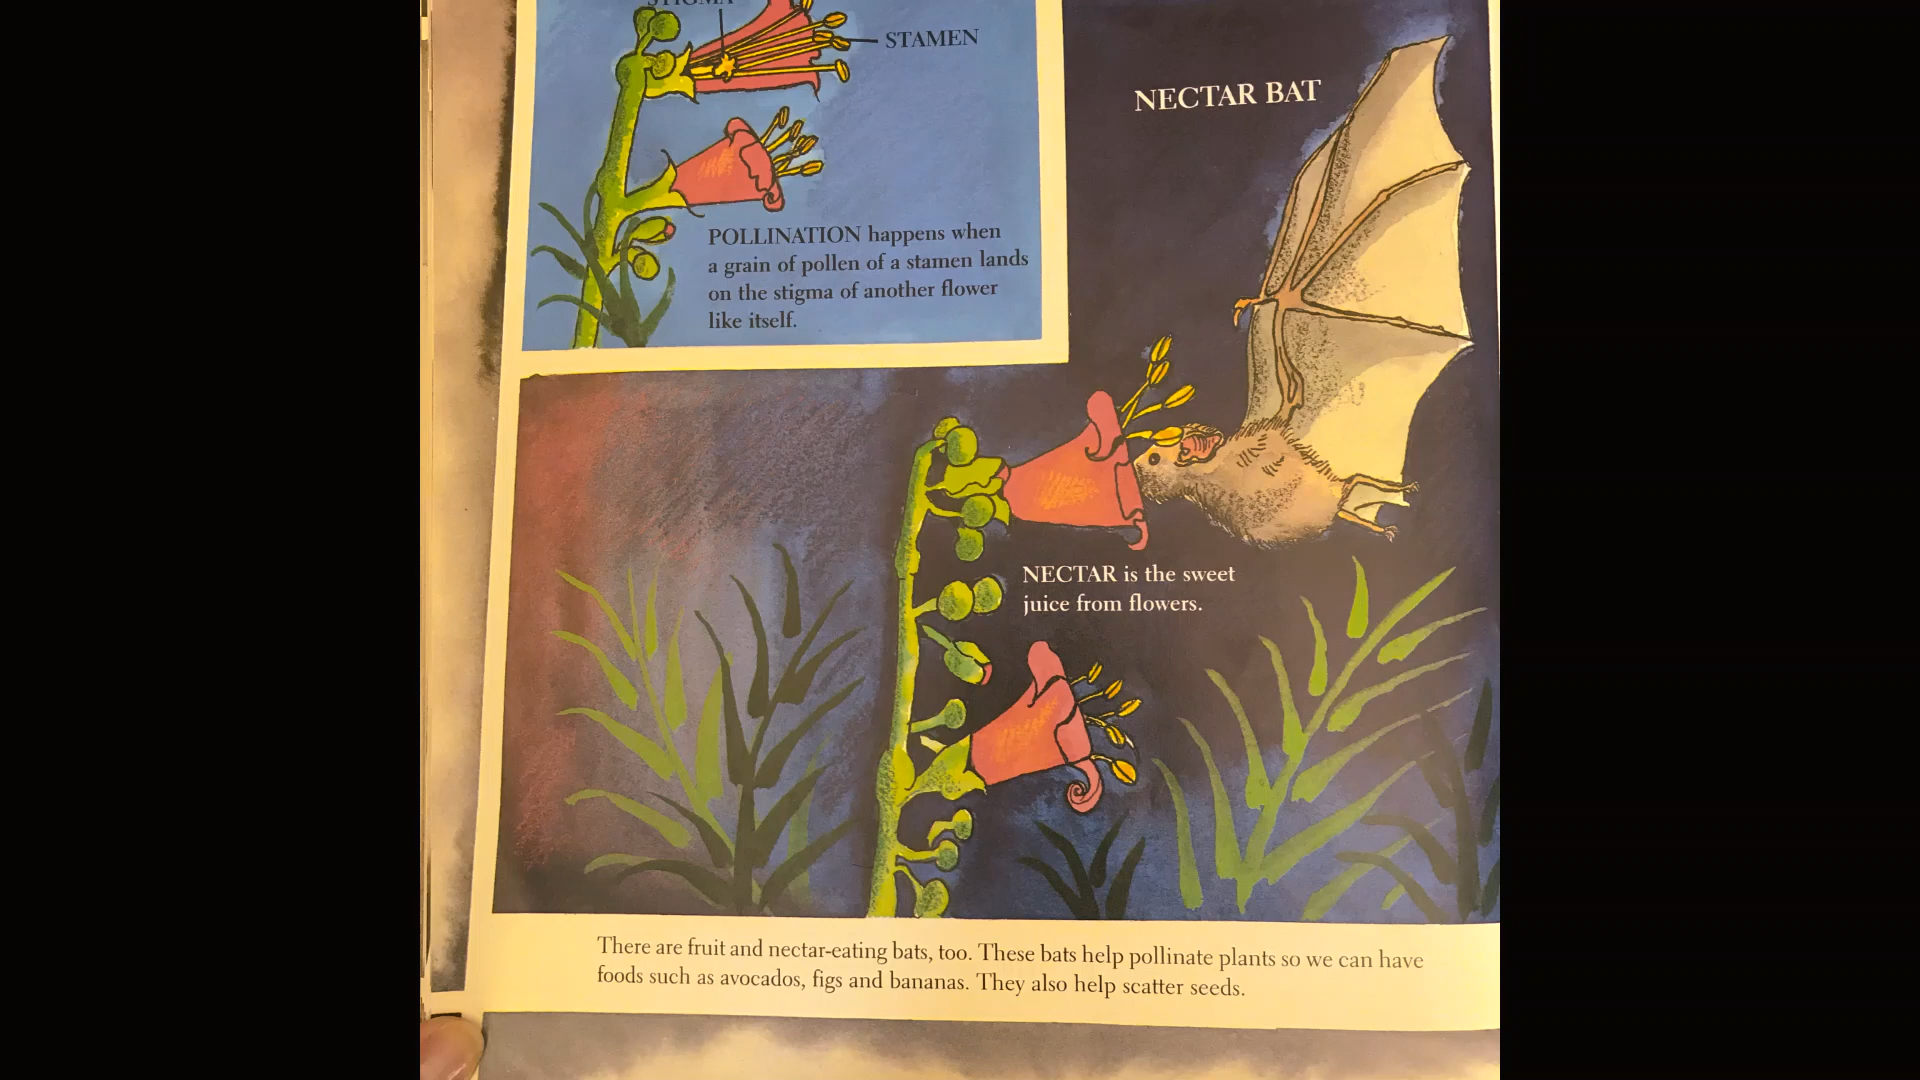 STIGMA
STAMEN
POLLINATION happens when
a grain of pollen of a stamen lands
on the stigma of another flower
like itself.
NECTAR BAT
NECTAR is the sweet
juice from flowers.
There are fruit and nectar-eating bats, too. These bats help pollinate plants so we can have
foods such as avocados, figs and bananas. They also help scatter seeds.